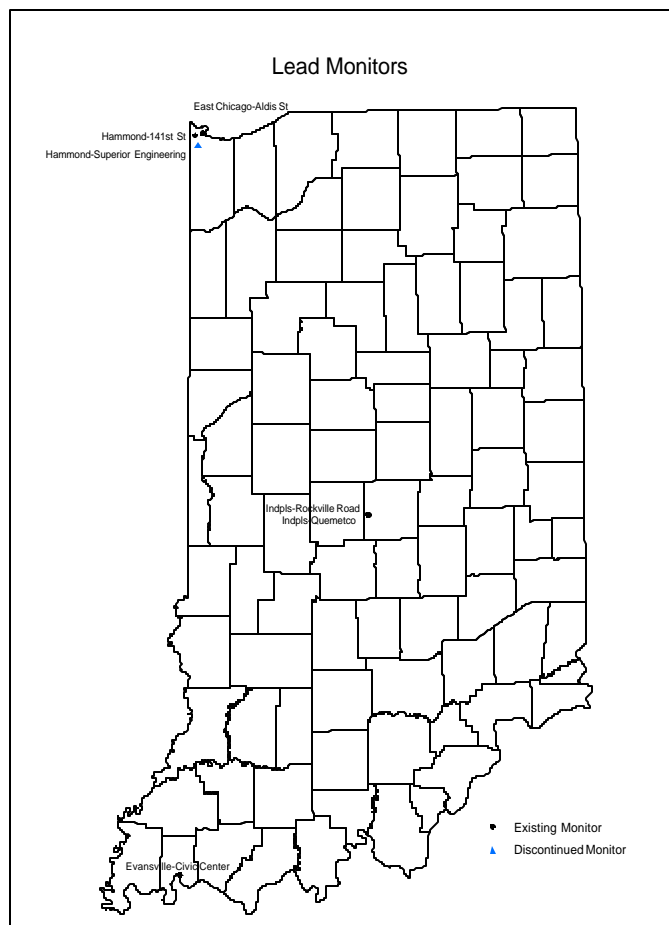 Lead Monitors
East Chicago-Aldis St
Hammond-141st St
Hammond-Superior Engineering
Indpls-Rockville Road
Indpls-Quemetco
Existing Monitor
Discontinued Monitor
Evansville-Civic Center